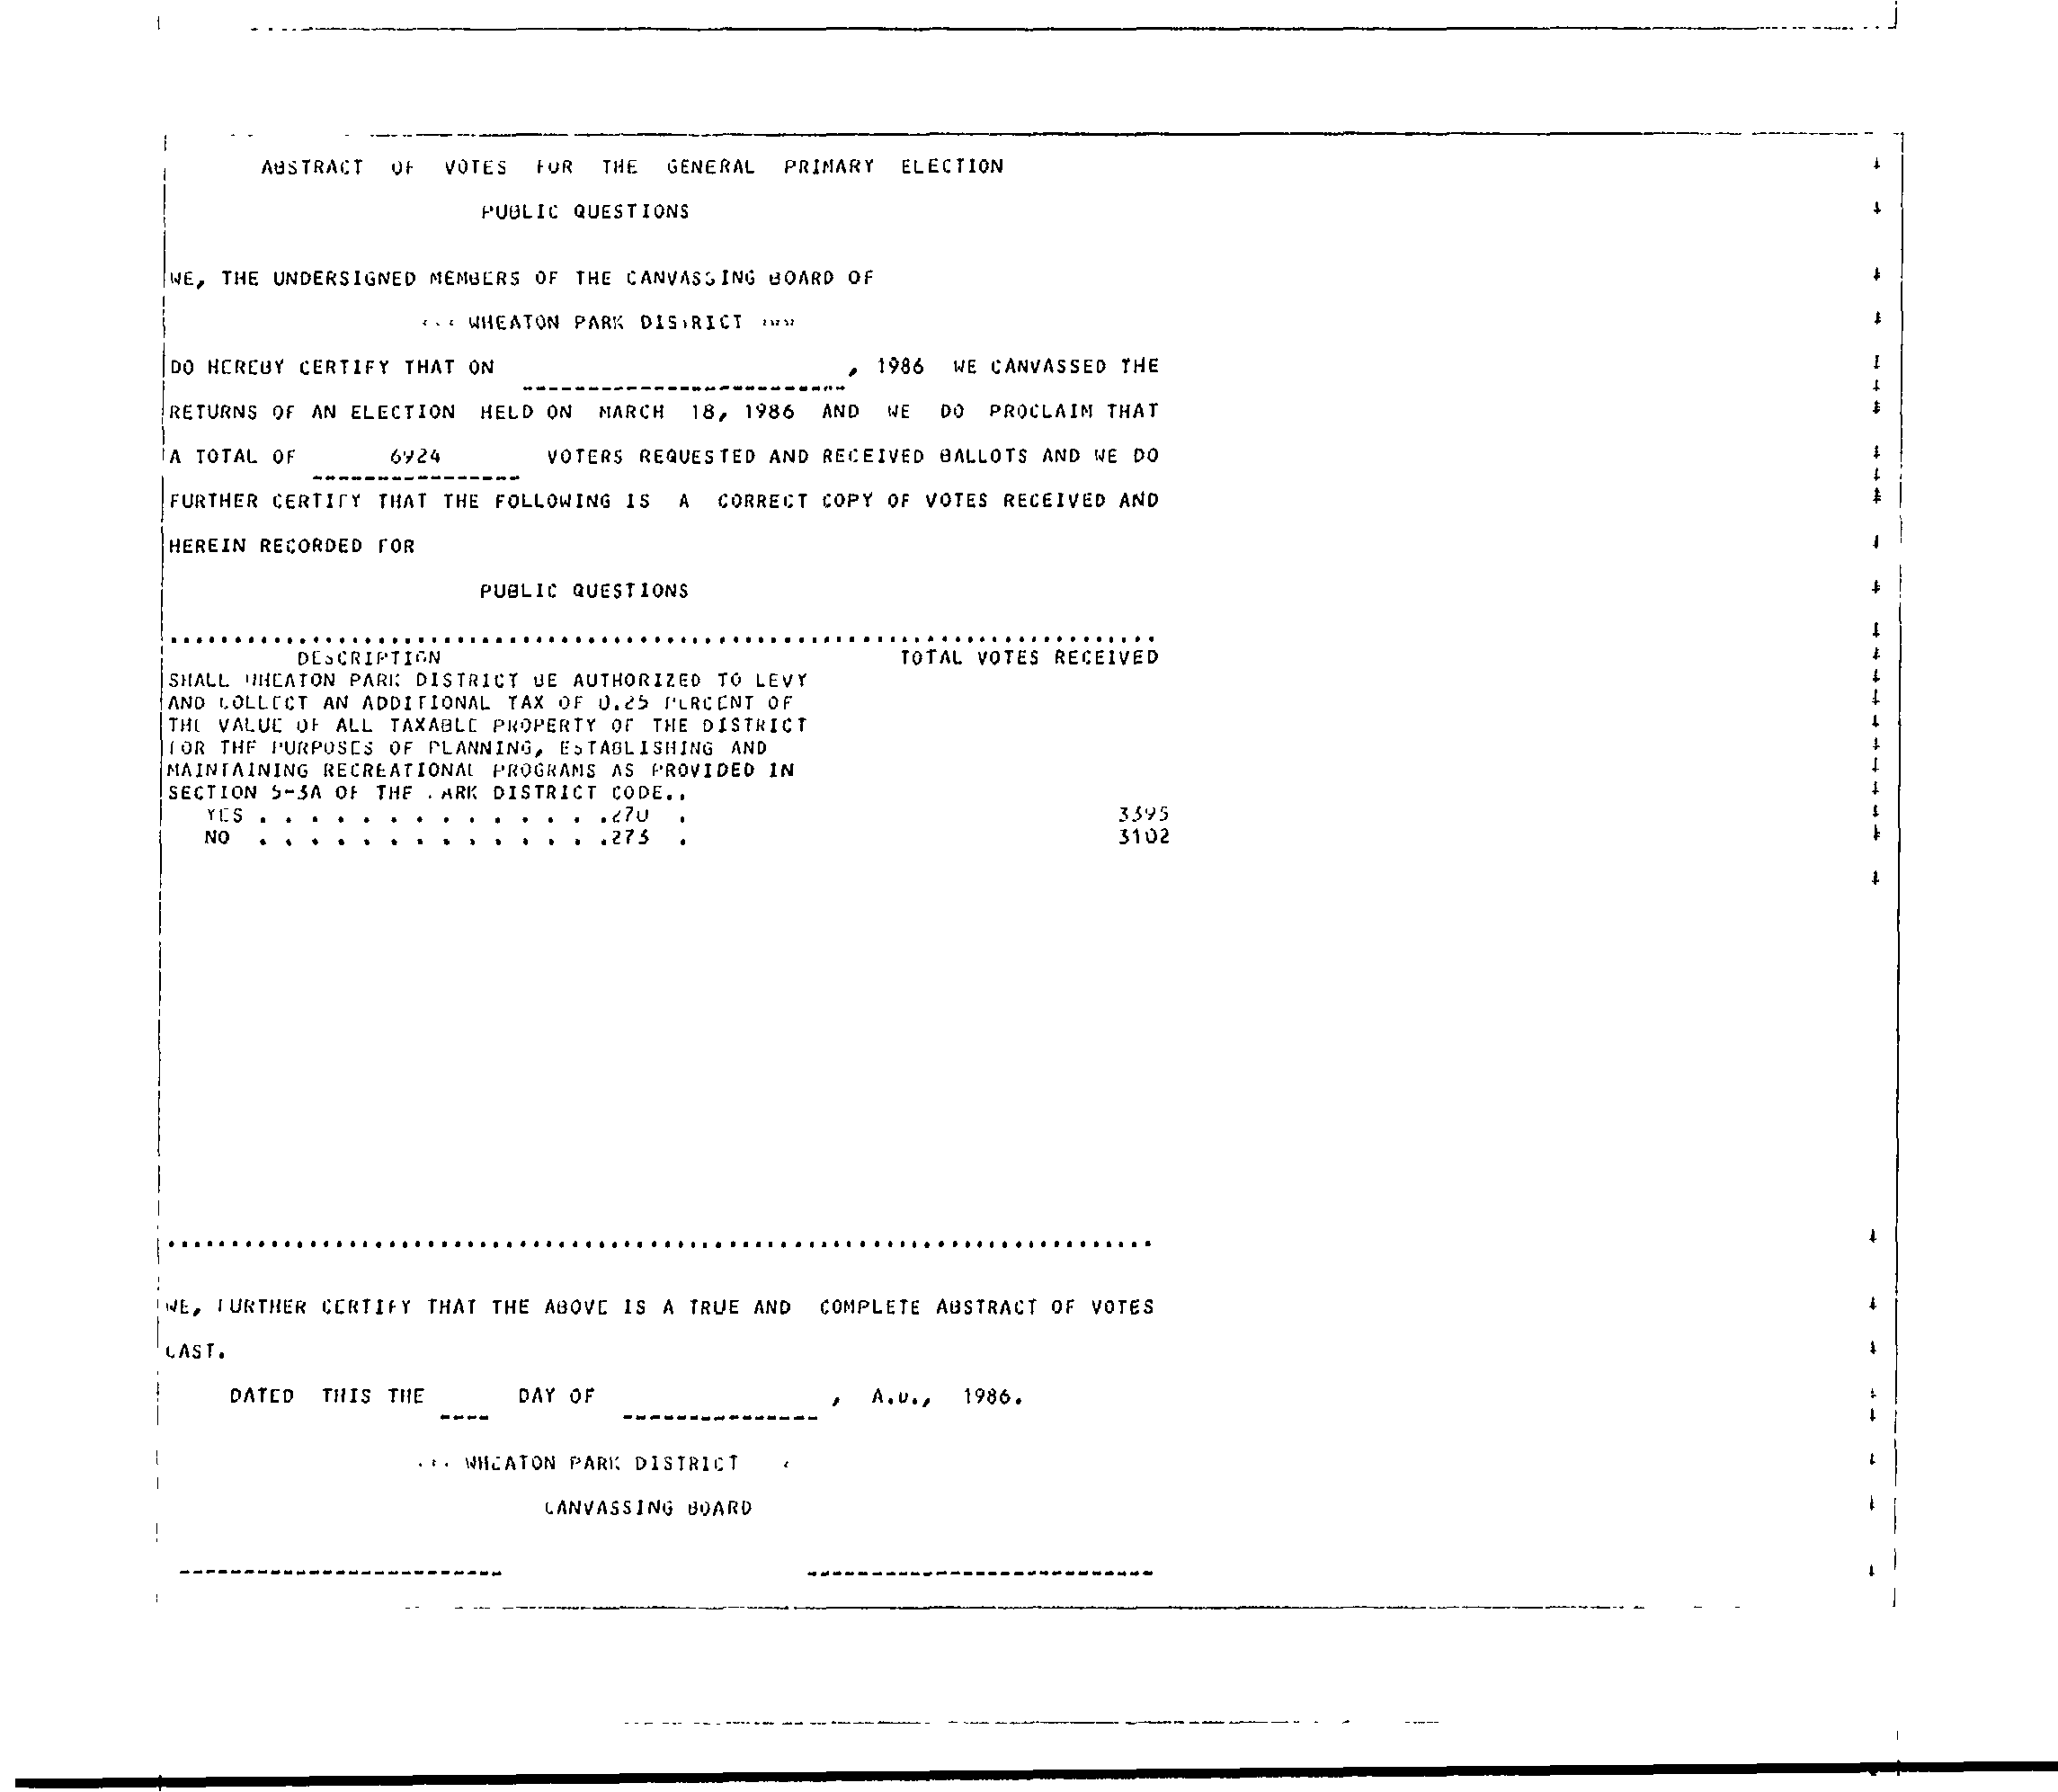 ABSTRACT OF VOTES FOR THE GENERAL PRIMARY ELECTION
PUBLIC QUESTIONS
WE, THE UNDERSIGNED MEMBERS OF THE CANVASSING BOARD OF
WHEATON PARK DISTRICT
DO HEREBY CERTIFY THAT ON , 1986 WE CANVASSED THE
RETURNS OF AN ELECTION HELD ON MARCH 18, 1986 AND WE DO PROCLAIM THAT
A TOTAL OF 6924 VOTERS REQUESTED AND RECEIVED BALLOTS AND WE DO
FURTHER CERTIFY THAT THE FOLLOWING IS A CORRECT COPY OF VOTES RECEIVED AND
HEREIN RECORDED FOR
PUBLIC QUESTIONS
DESCRIPTION TOTAL VOTES RECEIVED
SHALL WHEATON PARK DISTRICT BE AUTHORIZED TO LEVY
AND COLLECT AN ADDITIONAL TAX OF 0.25 PERCENT OF
THE VALUE OF ALL TAXABLE PROPERTY OF THE DISTRICT
FOR THE PURPOSES OF PLANNING, ESTABLISHING AND
MAINTAINING RECREATIONAL PROGRAMS AS PROVIDED IN
SECTION 5-3A OF THE PARK DISTRICT CODE..
YES . . . . . . . . . . . . . .270 . 3395
NO . . . . . . . . . . . . . .273 . 3102
WE, FURTHER CERTIFY THAT THE ABOVE IS A TRUE AND COMPLETE ABSTRACT OF VOTES
CAST.
DATED THIS THE ---- DAY OF --------------- , A.D., 1986.
WHEATON PARK DISTRICT
CANVASSING BOARD